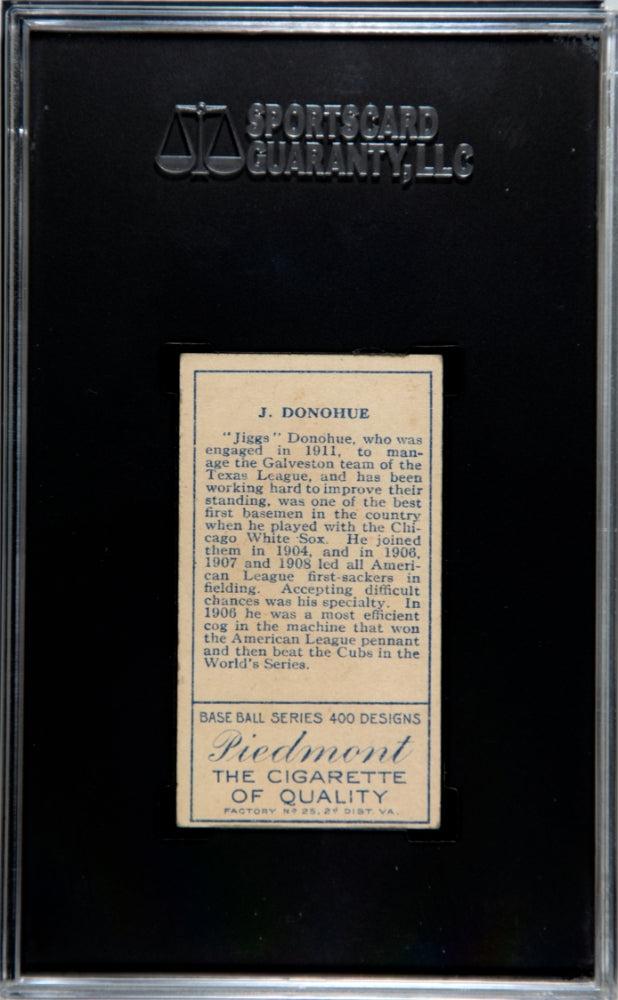 SPORTSCARD
GUARANTY, LLC
J. DONOHUE
"Jiggs" Donohue, who was
engaged in 1911, to man-
age the Galveston team of the
Texas League, and has been
working hard to improve their
standing, was one of the best
first basemen in the country
when he played with the Chi-
cago White Sox. He joined
them in 1904, and in 1906,
1907 and 1908 led all Ameri-
can League first-sackers in
fielding. Accepting difficult
chances was his specialty. In
1906 he was a most efficient
cog in the machine that won
the American League pennant
and then beat the Cubs in the
World's Series.
BASE BALL SERIES 400 DESIGNS
Piedmont
THE CIGARETTE
OF QUALITY
FACTORY Nº 25, 2ᵈ DIST. VA.